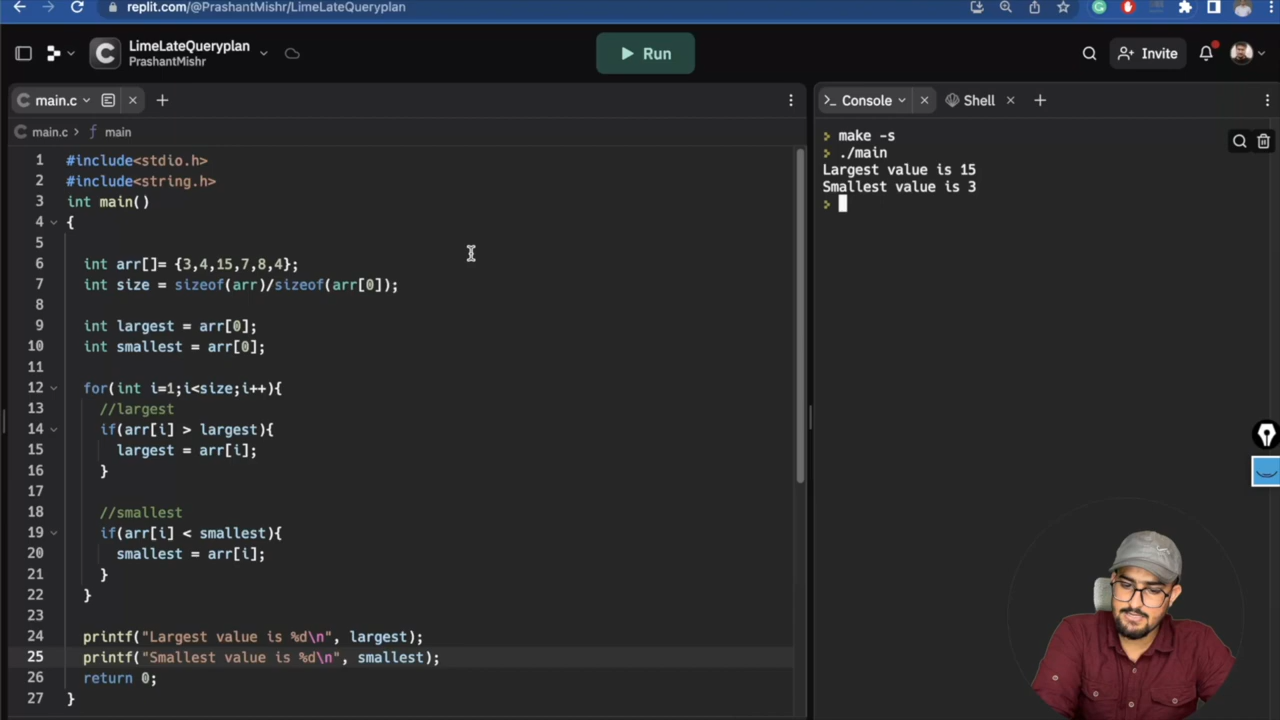 replit.com/@PrashantMishr/LimeLateQueryplan
LimeLateQueryplan
PrashantMishr
Run
Invite
main.c
Console
Shell
main.c > f main
1 #include<stdio.h>
2 #include<string.h>
3 int main()
4 {
5
6 int arr[]= {3,4,15,7,8,4};
7 int size = sizeof(arr)/sizeof(arr[0]);
8
9 int largest = arr[0];
10 int smallest = arr[0];
11
12 for(int i=1;i<size;i++){
13 //largest
14 if(arr[i] > largest){
15 largest = arr[i];
16 }
17
18 //smallest
19 if(arr[i] < smallest){
20 smallest = arr[i];
21 }
22 }
23
24 printf("Largest value is %d\n", largest);
25 printf("Smallest value is %d\n", smallest);
26 return 0;
27 }
> make -s
> ./main
Largest value is 15
Smallest value is 3
>